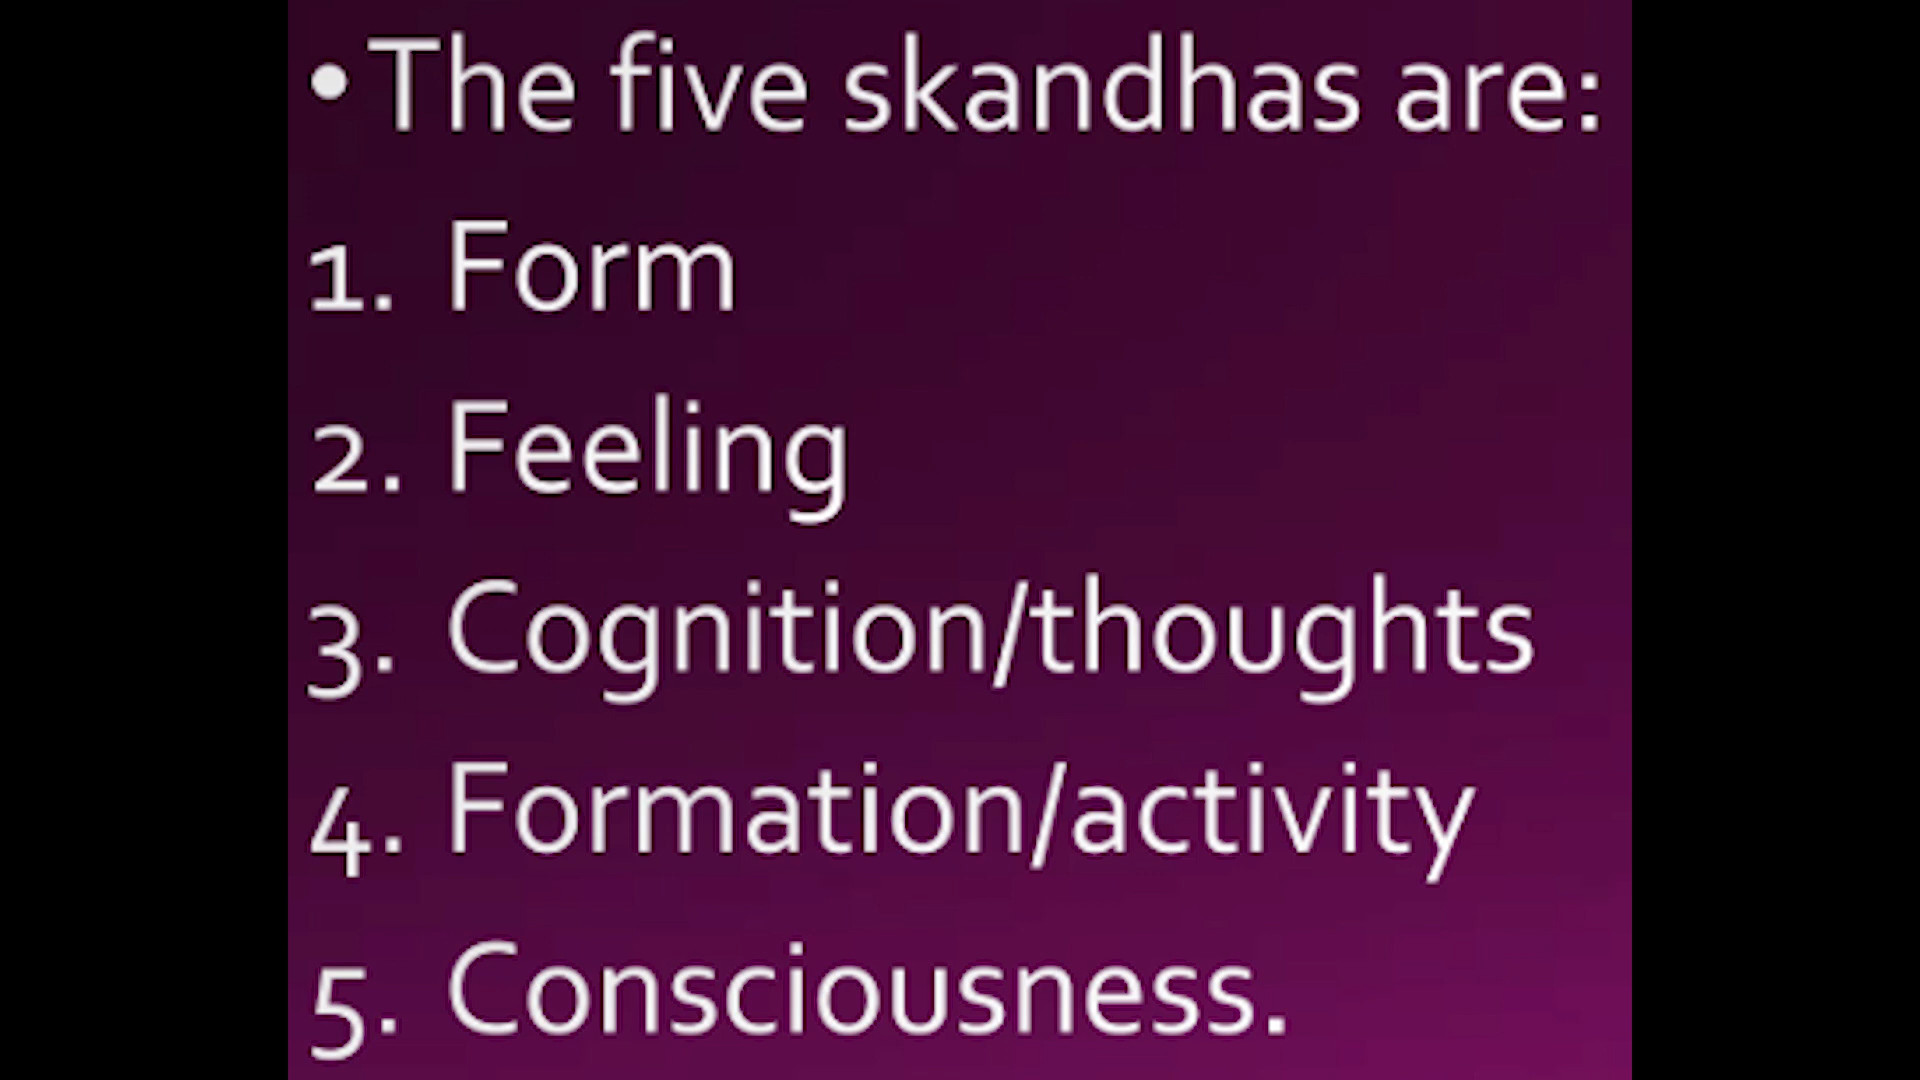 •The five skandhas are:
1. Form
2. Feeling
3. Cognition/thoughts
4. Formation/activity
5. Consciousness.